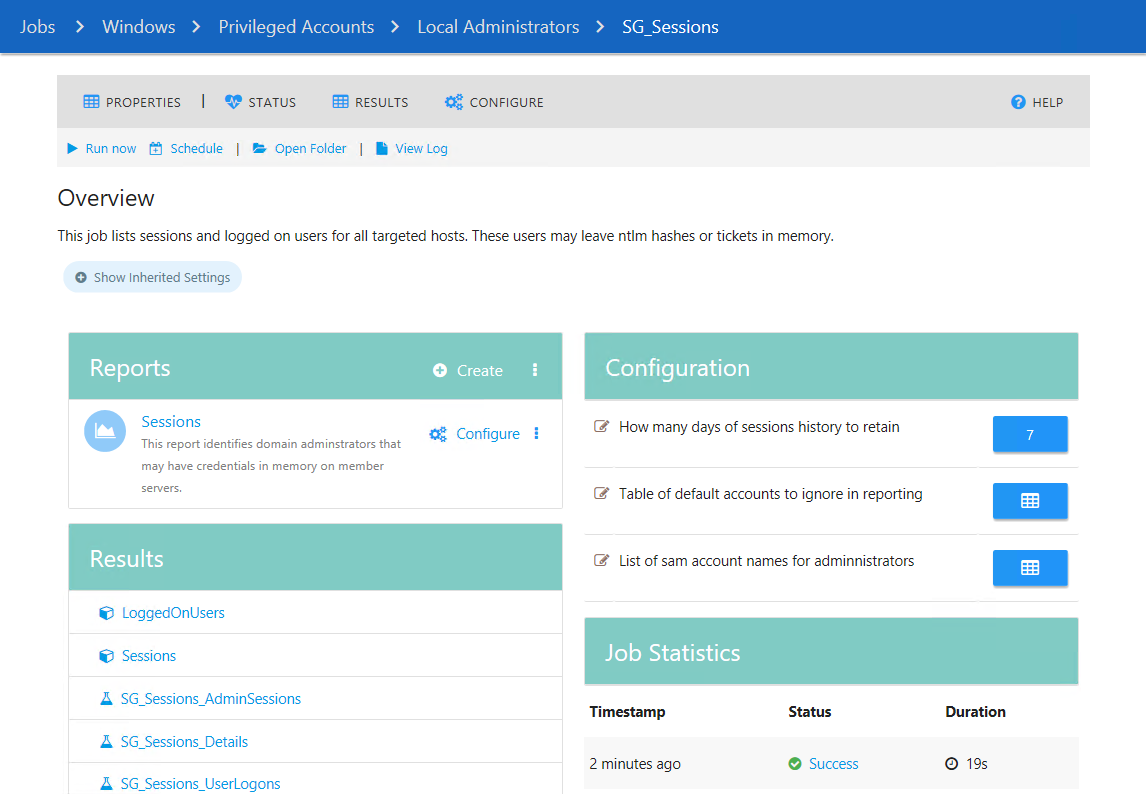 Jobs > Windows > Privileged Accounts > Local Administrators > SG_Sessions
PROPERTIES | STATUS RESULTS CONFIGURE HELP
Run now Schedule | Open Folder | View Log
Overview
This job lists sessions and logged on users for all targeted hosts. These users may leave ntlm hashes or tickets in memory.
Show Inherited Settings
Reports Create
Sessions
This report identifies domain adminstrators that
may have credentials in memory on member
servers.
Configure
Results
LoggedOnUsers
Sessions
SG_Sessions_AdminSessions
SG_Sessions_Details
SG_Sessions_UserLogons
Configuration
How many days of sessions history to retain 7
Table of default accounts to ignore in reporting
List of sam account names for adminnistrators
Job Statistics
Timestamp Status Duration
2 minutes ago Success 19s